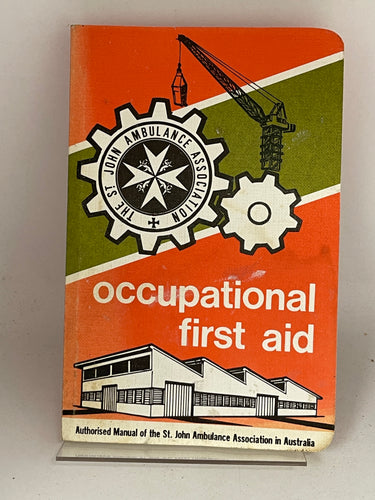 THE ST JOHN AMBULANCE ASSOCIATION
occupational
first aid
Authorised Manual of the St. John Ambulance Association in Australia